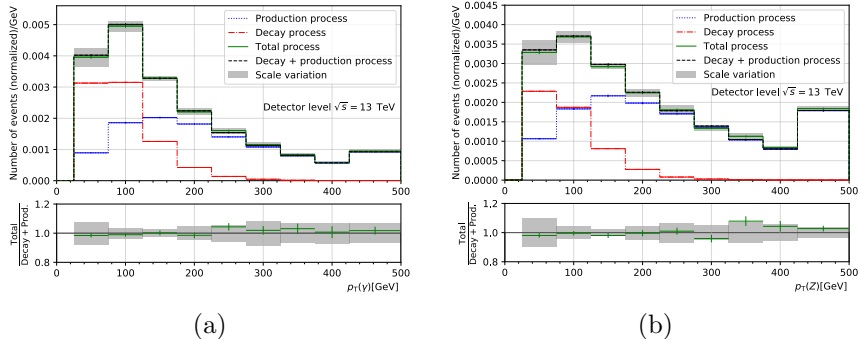 Number of events (normalized)/GeV
0.005
0.004
0.003
0.002
0.001
0.000
Production process
Decay process
Total process
Decay + production process
Scale variation
Detector level √s = 13 TeV
Total
Decay + Prod.
1.2
1.0
0.8
0 100 200 300 400 500
pT(γ)[GeV]
(a)
Number of events (normalized)/GeV
0.0040
0.0035
0.0030
0.0025
0.0020
0.0015
0.0010
0.0005
0.0000
Production process
Decay process
Total process
Decay + production process
Scale variation
Detector level √s = 13 TeV
Total
Decay + Prod.
1.2
1.0
0.8
0 100 200 300 400 500
pT(Z)[GeV]
(b)